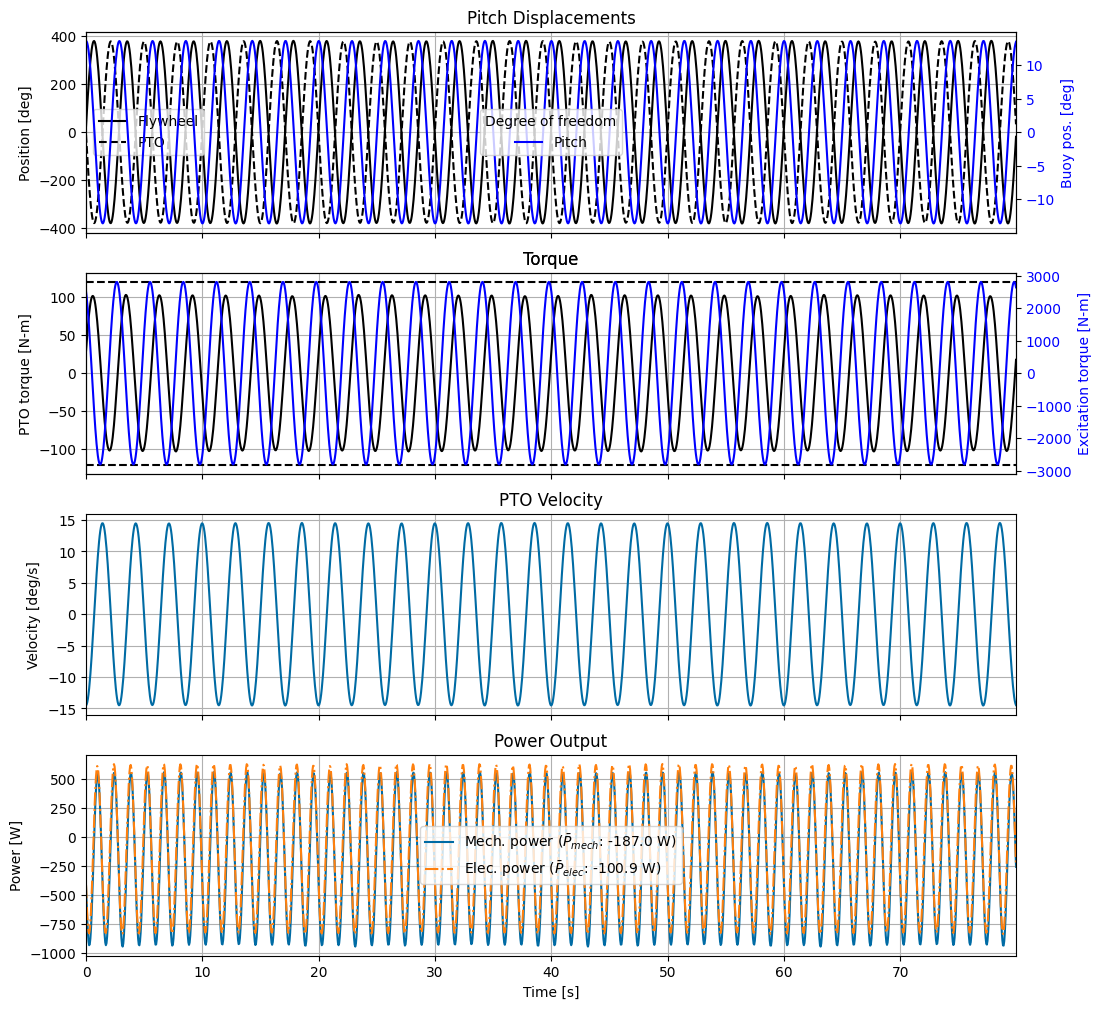 Pitch Displacements
400
200
0
−200
−400
Position [deg]
Flywheel
PTO
Degree of freedom
Pitch
10
5
0
−5
−10
Buoy pos. [deg]
Torque
100
50
0
−50
−100
PTO torque [N-m]
3000
2000
1000
0
−1000
−2000
−3000
Excitation torque [N-m]
PTO Velocity
15
10
5
0
−5
−10
−15
Velocity [deg/s]
Power Output
500
250
0
−250
−500
−750
−1000
Power [W]
Mech. power (P̄mech: -187.0 W)
Elec. power (P̄elec: -100.9 W)
0 10 20 30 40 50 60 70
Time [s]